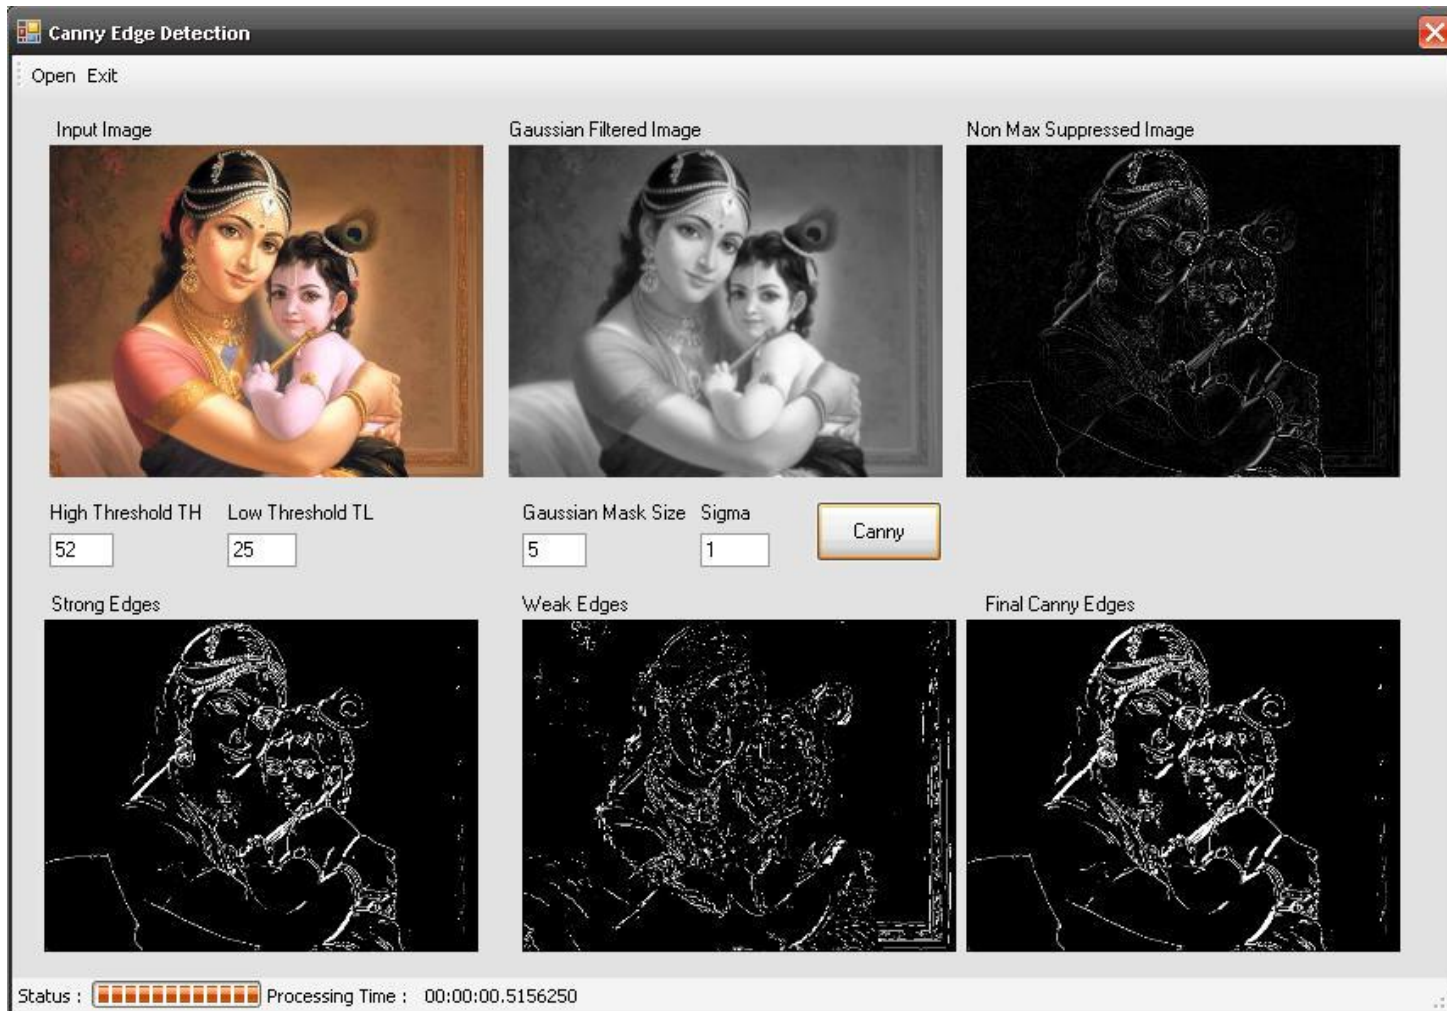 Canny Edge Detection
Open Exit
Input Image
Gaussian Filtered Image
Non Max Suppressed Image
High Threshold TH
Low Threshold TL
Gaussian Mask Size
Sigma
52
25
5
1
Canny
Strong Edges
Weak Edges
Final Canny Edges
Status : Processing Time : 00:00:00.5156250